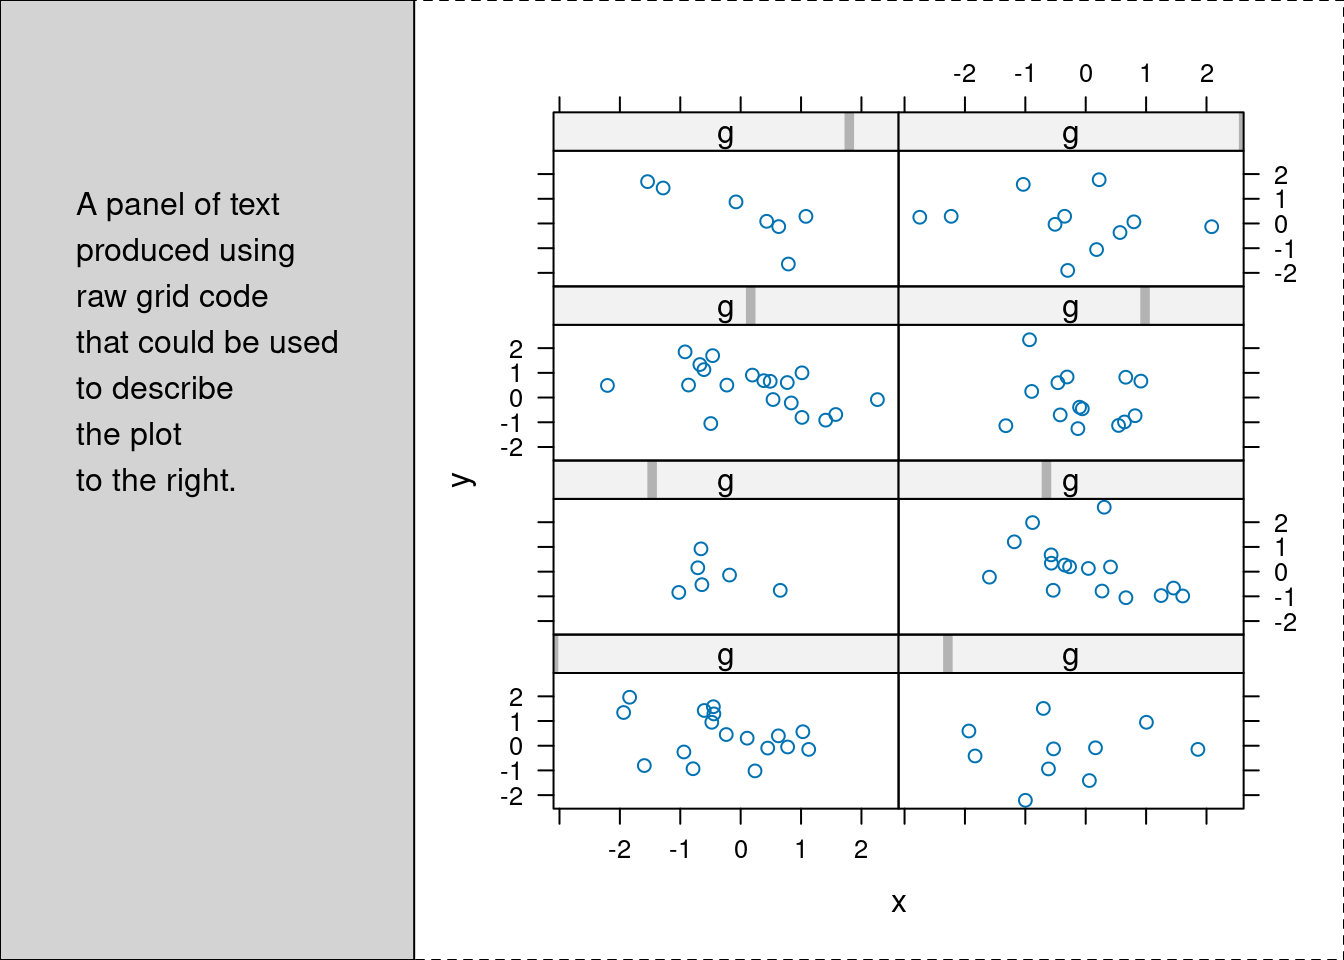 A panel of text
produced using
raw grid code
that could be used
to describe
the plot
to the right.
-2 -1 0 1 2
g g
2
1
0
-1
-2
g g
2
1
0
-1
-2
y
g g
2
1
0
-1
-2
g g
2
1
0
-1
-2
-2 -1 0 1 2
x